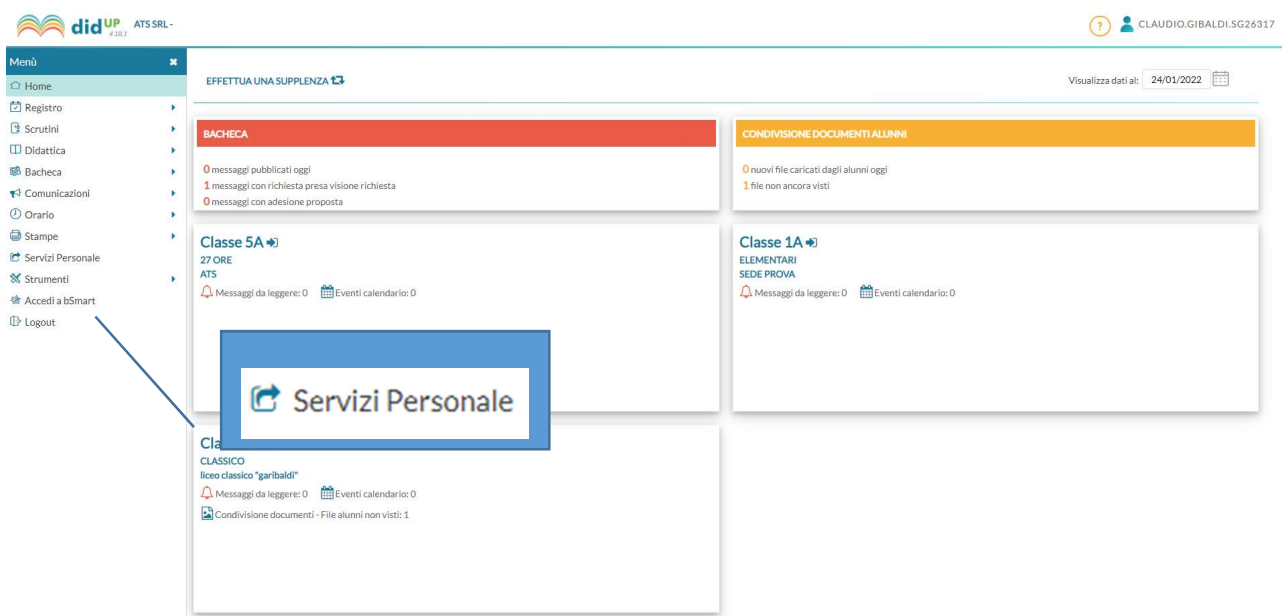 didUP 4.18.1 ATS SRL -
? CLAUDIO.GIBALDI.SG26317
Menù
Home
Registro
Scrutini
Didattica
Bacheca
Comunicazioni
Orario
Stampe
Servizi Personale
Strumenti
Accedi a bSmart
Logout
EFFETTUA UNA SUPPLENZA
Visualizza dati al: 24/01/2022
BACHECA
0 messaggi pubblicati oggi
1 messaggi con richiesta presa visione richiesta
0 messaggi con adesione proposta
CONDIVISIONE DOCUMENTI ALUNNI
0 nuovi file caricati dagli alunni oggi
1 file non ancora visti
Classe 5A
27 ORE
ATS
Messaggi da leggere: 0 Eventi calendario: 0
Classe 1A
ELEMENTARI
SEDE PROVA
Messaggi da leggere: 0 Eventi calendario: 0
Servizi Personale
Cla
CLASSICO
liceo classico "garibaldi"
Messaggi da leggere: 0 Eventi calendario: 0
Condivisione documenti - File alunni non visti: 1